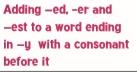 Adding –ed, -er and
–est to a word ending
in –y with a consonant
before it